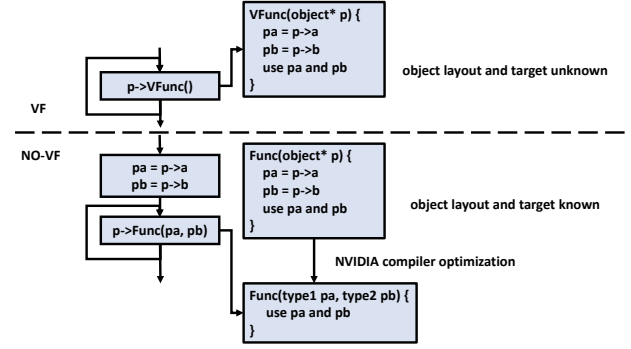 VFunc(object* p) {
pa = p->a
pb = p->b
use pa and pb
}
p->VFunc()
object layout and target unknown
VF
NO-VF
pa = p->a
pb = p->b
Func(object* p) {
pa = p->a
pb = p->b
use pa and pb
}
object layout and target known
p->Func(pa, pb)
NVIDIA compiler optimization
Func(type1 pa, type2 pb) {
use pa and pb
}